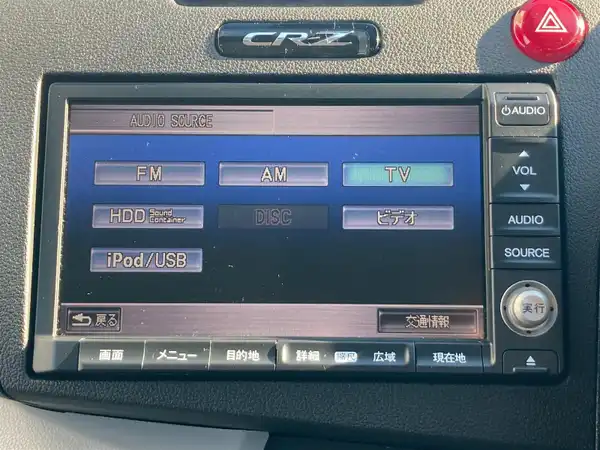 CR-Z
AUDIO SOURCE
FM
AM
TV
HDD Sound Container
DISC
ビデオ
iPod/USB
戻る
交通情報
画面
メニュー
目的地
詳細
広域
現在地
AUDIO
VOL
AUDIO
SOURCE
実行